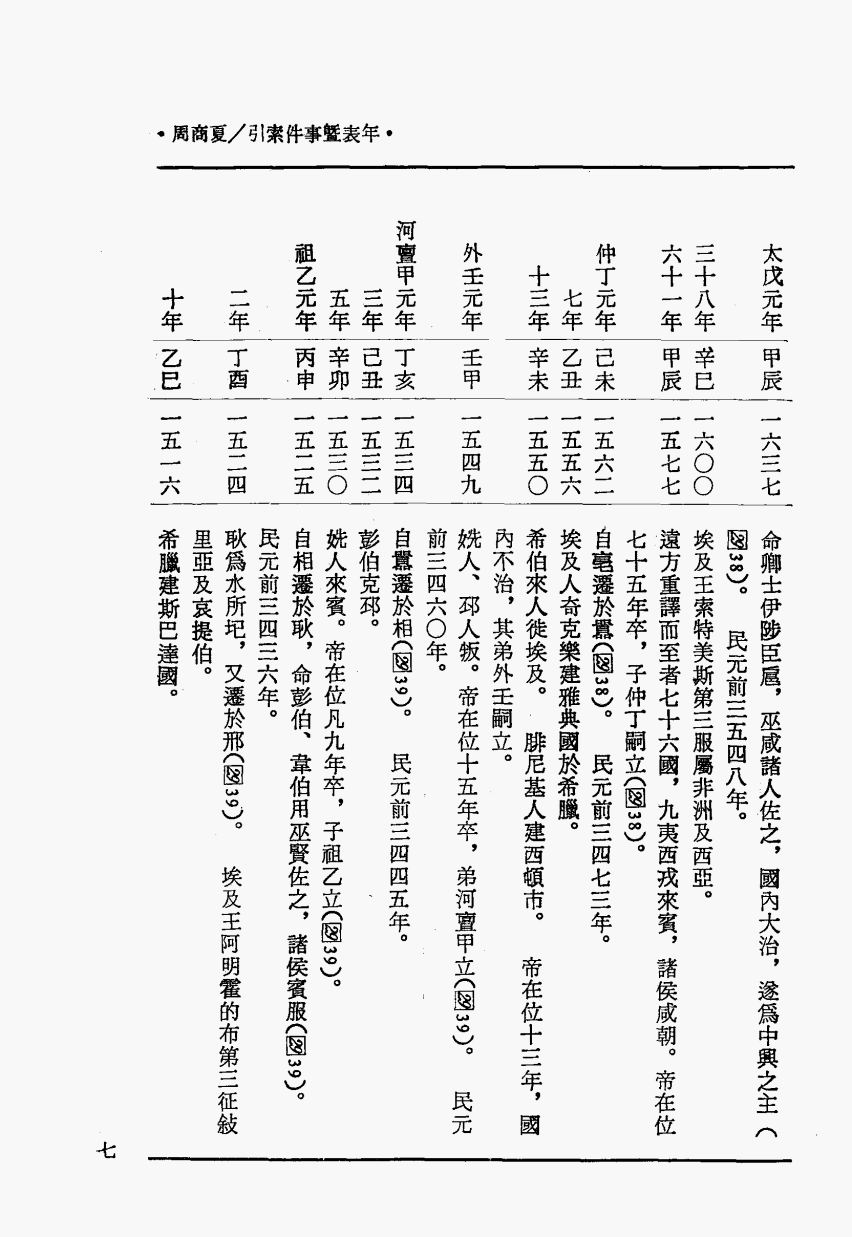 •年表暨事件索引／夏商周•
太戊元年 甲辰 一六三七 命卿士伊陟臣扈，巫咸諸人佐之，國內大治，遂爲中興之主（
圖38）。 民元前三五四八年。
三十八年 辛巳 一六〇〇 埃及王索特美斯第三服屬非洲及西亞。
六十一年 甲辰 一五七七 遠方重譯而至者七十六國，九夷西戎來賓，諸侯咸朝。帝在位
七十五年卒，子仲丁嗣立（圖38）。
仲丁元年 己未 一五六二 自亳遷於囂（圖38）。 民元前三四七三年。
七年 乙丑 一五五六 埃及人奇克樂建雅典國於希臘。
十三年 辛未 一五五〇 希伯來人徙埃及。 腓尼基人建西頓市。 帝在位十三年，國
內不治，其弟外壬嗣立。
外壬元年 壬甲 一五四九 姺人、邳人叛。帝在位十五年卒，弟河亶甲立（圖39）。 民元
前三四六〇年。
河亶甲元年 丁亥 一五三四 自囂遷於相（圖39）。 民元前三四四五年。
三年 己丑 一五三二 彭伯克邳。
五年 辛卯 一五三〇 姺人來賓。帝在位凡九年卒，子祖乙立（圖39）。
祖乙元年 丙申 一五二五 自相遷於耿，命彭伯、韋伯用巫賢佐之，諸侯賓服（圖39）。
民元前三四三六年。
二年 丁酉 一五二四 耿爲水所圮，又遷於邢（圖39）。 埃及王阿明霍的布第三征敍
里亞及哀提伯。
十年 乙巳 一五一六 希臘建斯巴達國。
七